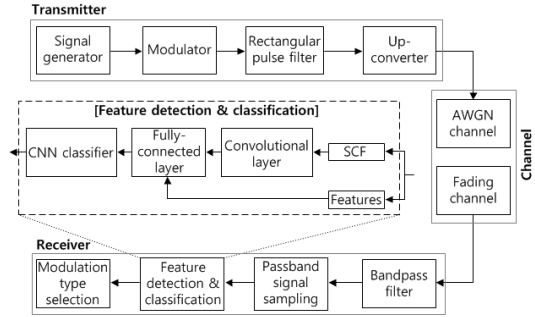 Transmitter
Signal
generator
Modulator
Rectangular
pulse filter
Up-
converter
[Feature detection & classification]
CNN classifier
Fully-
connected
layer
Convolutional
layer
SCF
Features
AWGN
channel
Fading
channel
Channel
Receiver
Modulation
type
selection
Feature
detection &
classification
Passband
signal
sampling
Bandpass
filter